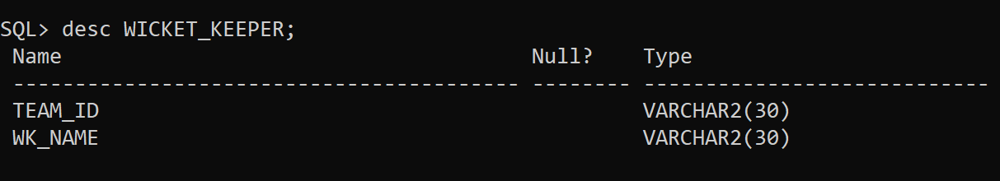 SQL> desc WICKET_KEEPER;
Name Null? Type
----------------------------------------- -------- ----------------------------
TEAM_ID VARCHAR2(30)
WK_NAME VARCHAR2(30)